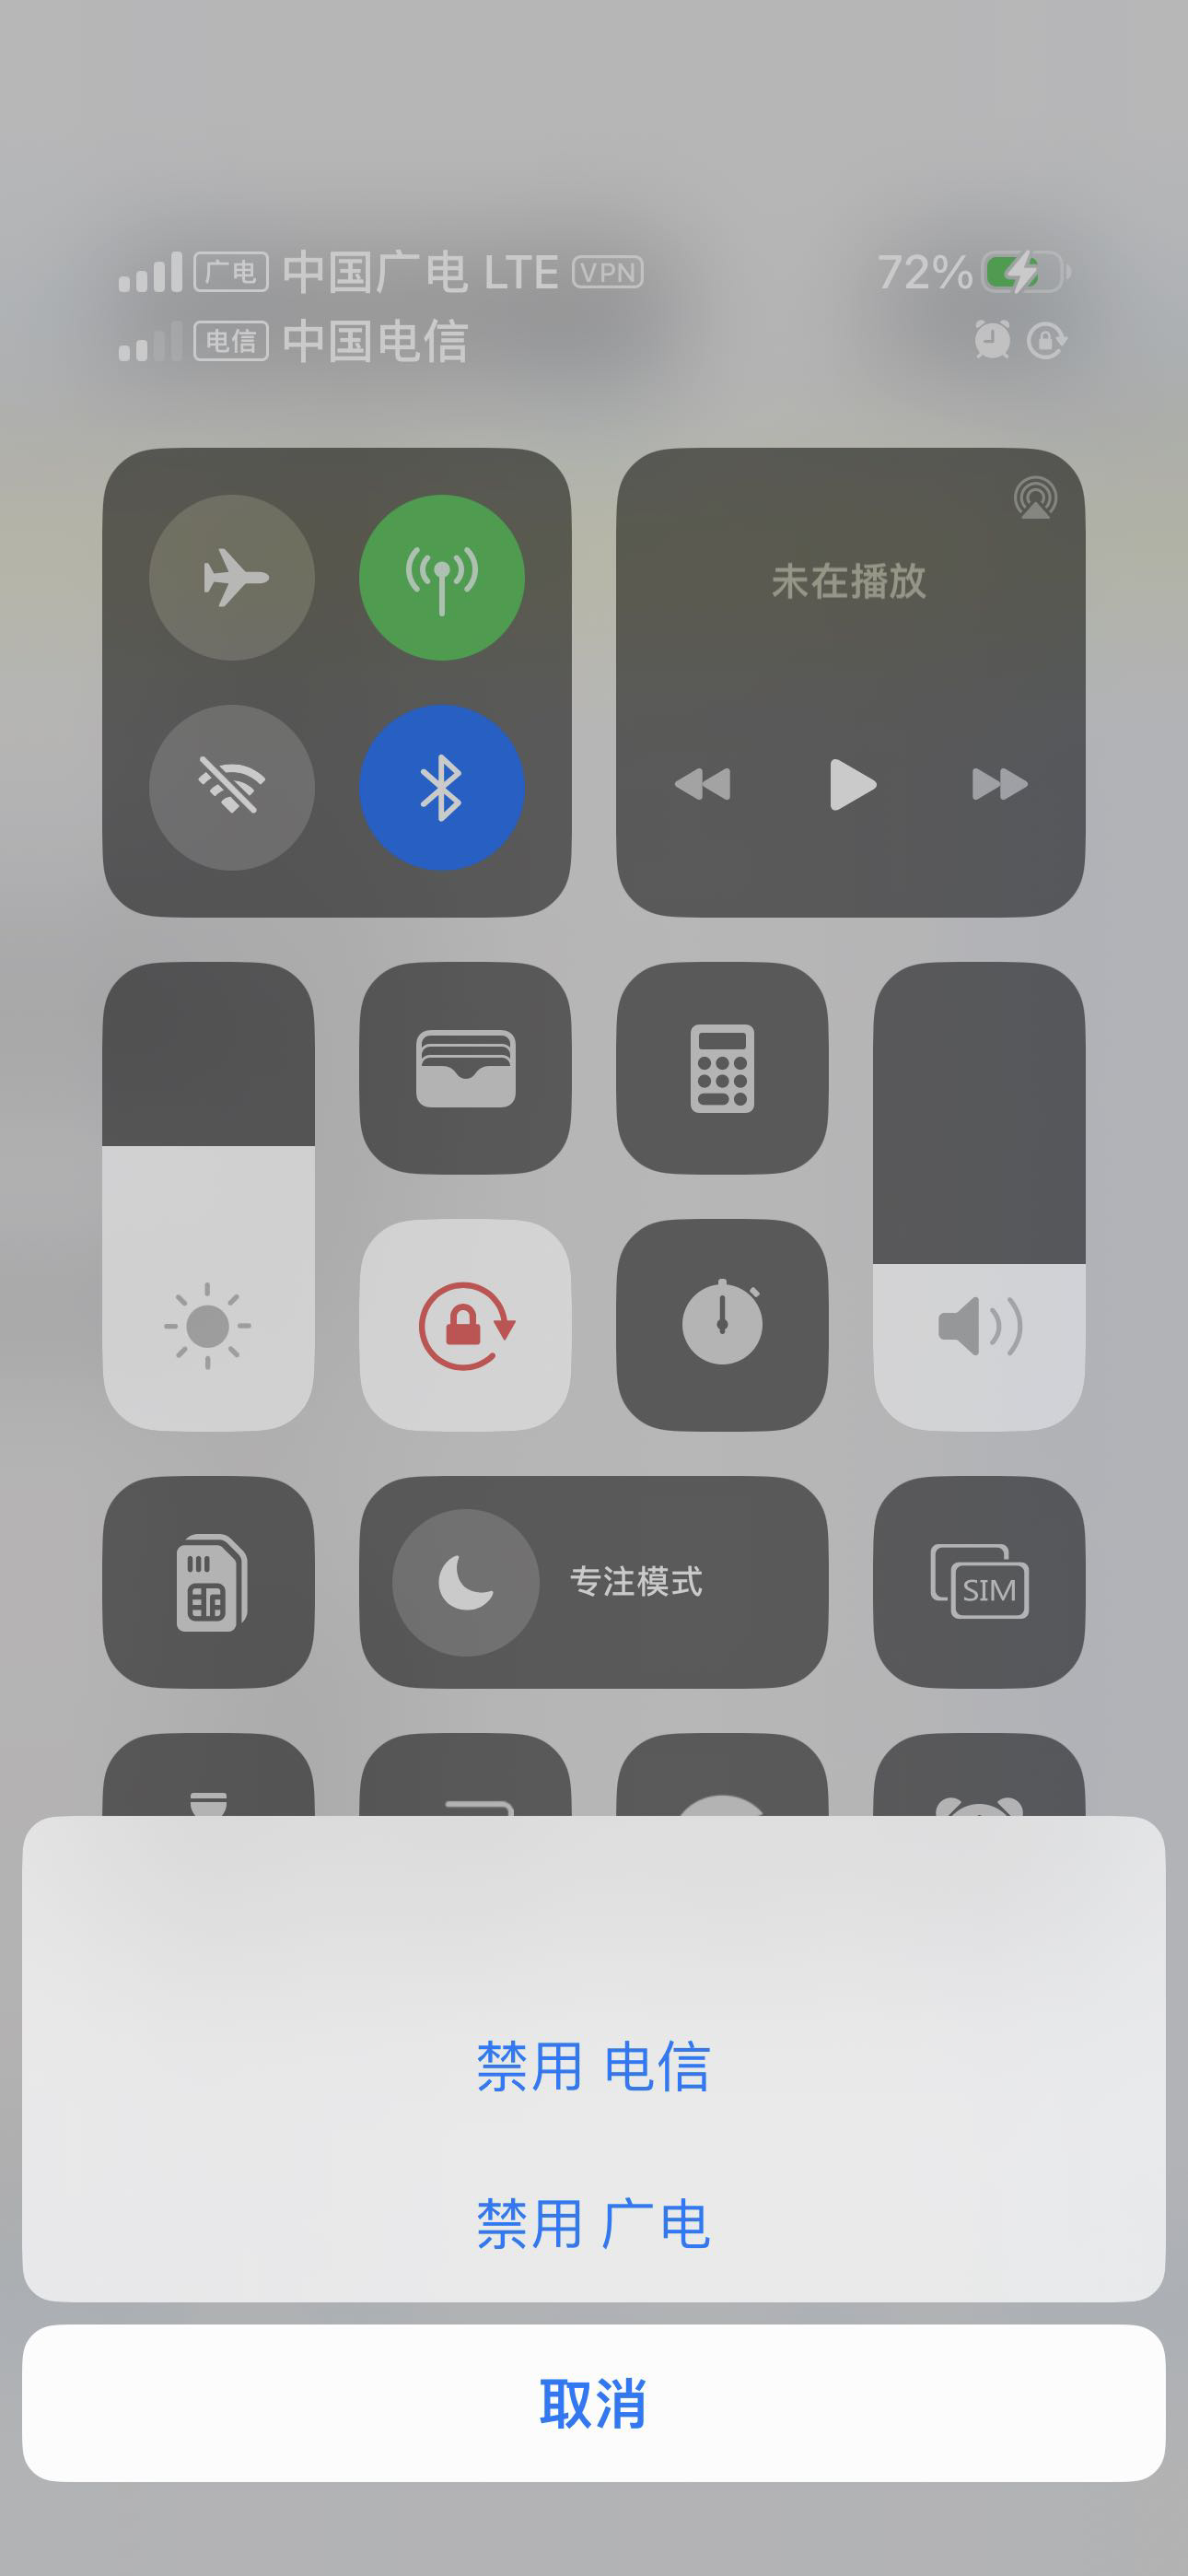 广电 中国广电 LTE VPN 72%
电信 中国电信
未在播放
专注模式
SIM
禁用 电信
禁用 广电
取消